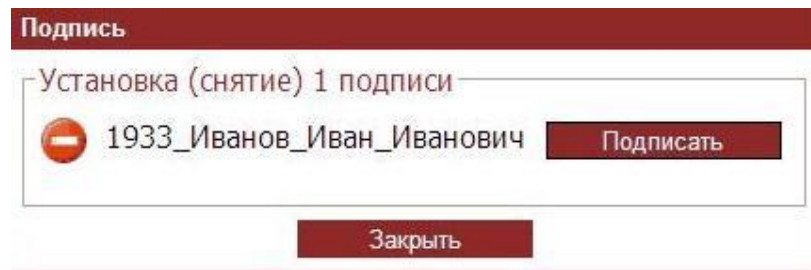 Подпись
Установка (снятие) 1 подписи
1933_Иванов_Иван_Иванович Подписать
Закрыть